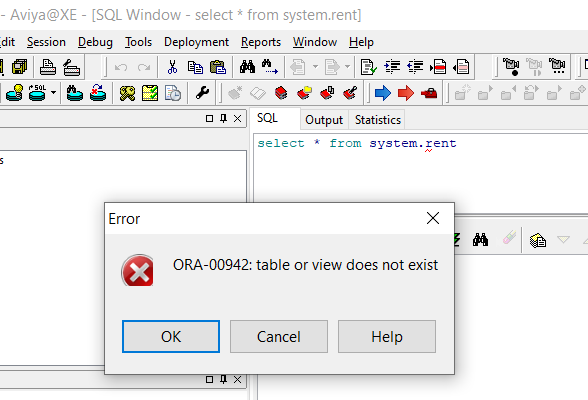 - Aviya@XE - [SQL Window - select * from system.rent]
dit Session Debug Tools Deployment Reports Window Help
SQL Output Statistics
s
select * from system.rent
Error
ORA-00942: table or view does not exist
OK Cancel Help